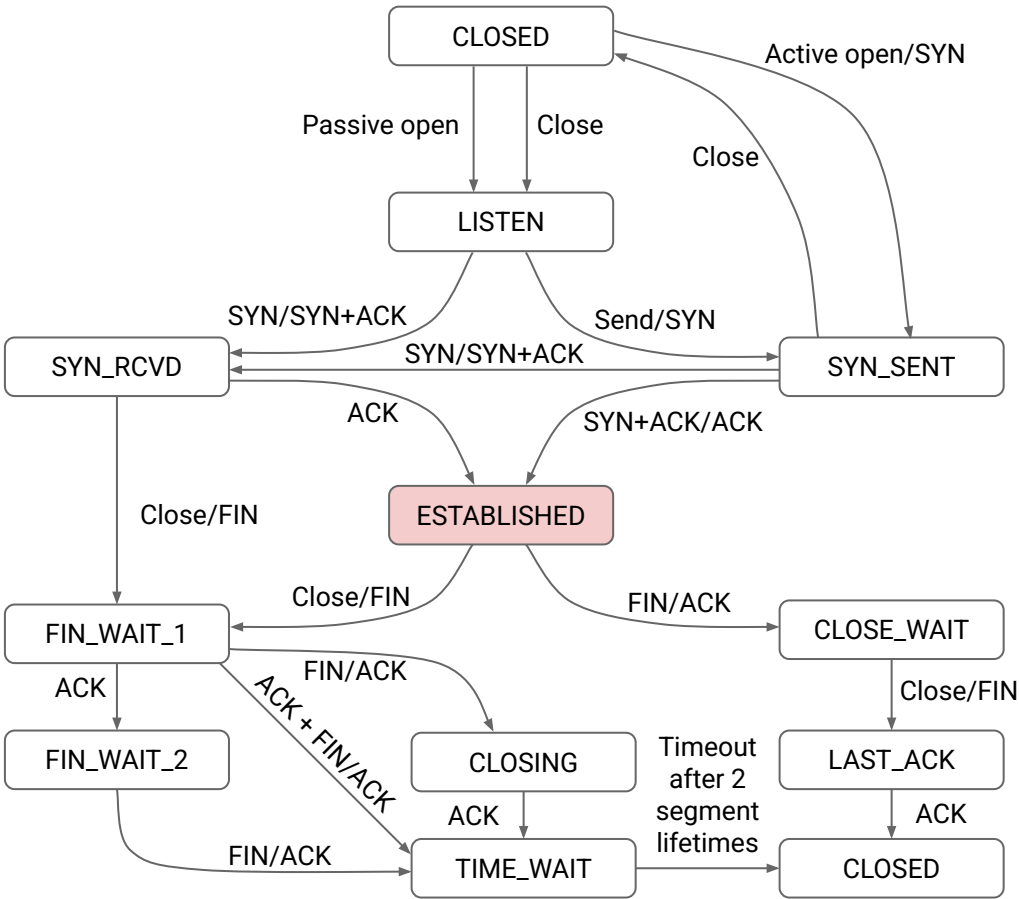 CLOSED
Active open/SYN
Passive open
Close
Close
LISTEN
SYN/SYN+ACK
Send/SYN
SYN/SYN+ACK
SYN_RCVD
SYN_SENT
ACK
SYN+ACK/ACK
ESTABLISHED
Close/FIN
Close/FIN
FIN/ACK
FIN_WAIT_1
CLOSE_WAIT
FIN/ACK
ACK
ACK + FIN/ACK
Close/FIN
FIN_WAIT_2
CLOSING
Timeout
after 2
segment
lifetimes
LAST_ACK
ACK
ACK
FIN/ACK
TIME_WAIT
CLOSED